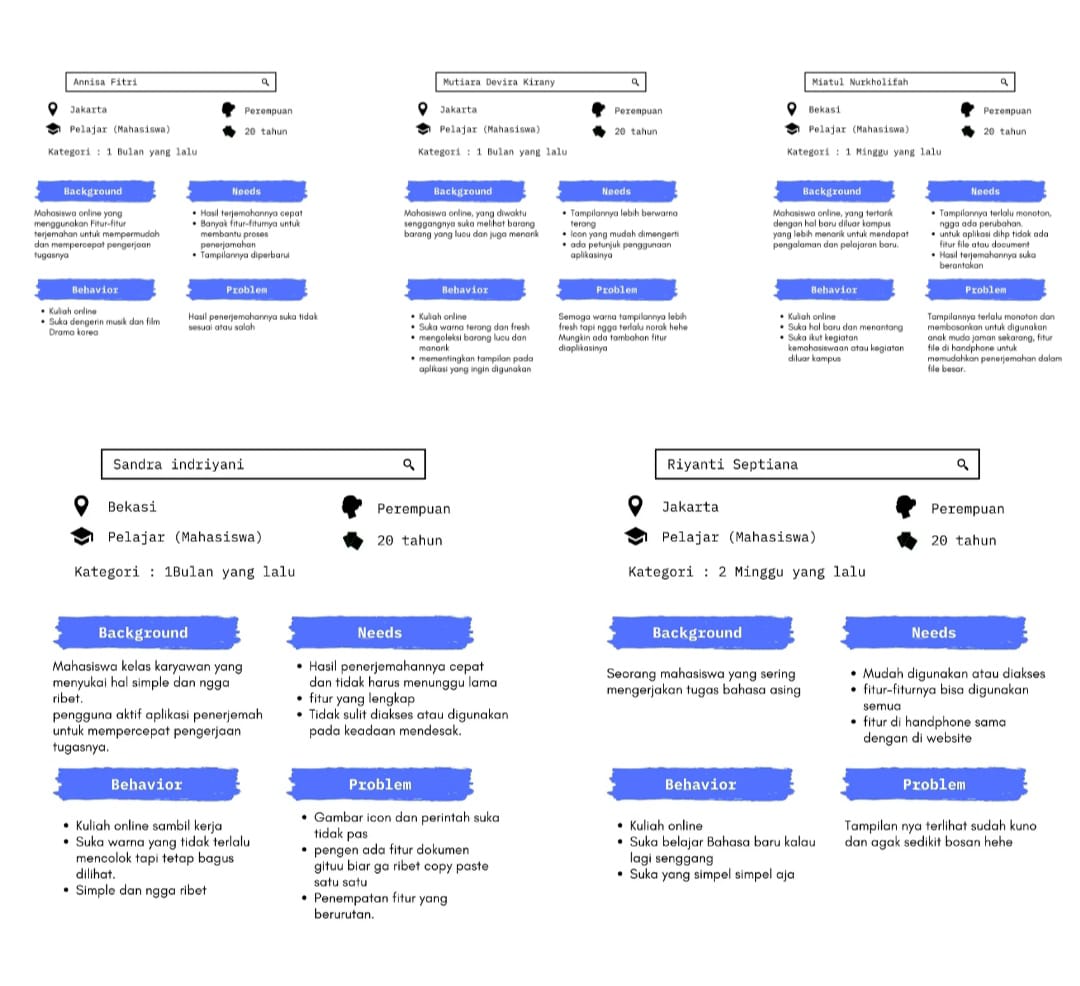 Annisa Fitri
Jakarta
Perempuan
Pelajar (Mahasiswa)
20 tahun
Kategori : 1 Bulan yang lalu
Background
Mahasiswa online yang
menggunakan Fitur-fitur
terjemahan untuk mempermudah
dan mempercepat pengerjaan
tugasnya
Needs
• Hasil terjemahannya cepat
• Banyak fitur-fiturnya untuk
membantu proses
penerjamahan
• Tampilannya diperbarui
Behavior
• Kuliah online
• Suka dengerin musik dan film
Drama korea
Problem
Hasil penerjemahannya suka tidak
sesuai atau salah
Mutiara Devira Kirany
Jakarta
Perempuan
Pelajar (Mahasiswa)
20 tahun
Kategori : 1 Bulan yang lalu
Background
Mahasiswa online, yang diwaktu
senggangnya suka melihat barang
barang yang lucu dan juga menarik
Needs
• Tampilannya lebih berwarna
terang
• Icon yang mudah dimengerti
• ada petunjuk penggunaan
aplikasinya
Behavior
• Kuliah online
• Suka warna terang dan fresh
• mengoleksi barang lucu dan
menarik
• mementingkan tampilan pada
aplikasi yang ingin digunakan
Problem
Semoga warna tampilannya lebih
fresh tapi ngga terlalu norak hehe
Mungkin ada tambahan fitur
diaplikasinya
Miatul Nurkholifah
Bekasi
Perempuan
Pelajar (Mahasiswa)
20 tahun
Kategori : 1 Minggu yang lalu
Background
Mahasiswa online, yang tertarik
dengan hal baru diluar kampus
yang lebih menarik untuk mendapat
pengalaman dan pelajaran baru.
Needs
• Tampilannya terlalu monoton,
ngga ada perubahan.
• untuk aplikasi dihp tidak ada
fitur file atau document
• Hasil terjemahannya suka
berantakan
Behavior
• Kuliah online
• Suka hal baru dan menantang
• Suka ikut kegiatan
kemahasiswaan atau kegiatan
diluar kampus
Problem
Tampilannya terlalu monoton dan
membosankan untuk digunakan
anak muda jaman sekarang, fitur
file di handphone untuk
memudahkan penerjemahan dalam
file besar.
Sandra indriyani
Bekasi
Perempuan
Pelajar (Mahasiswa)
20 tahun
Kategori : 1Bulan yang lalu
Background
Mahasiswa kelas karyawan yang
menyukai hal simple dan ngga
ribet.
pengguna aktif aplikasi penerjemah
untuk mempercepat pengerjaan
tugasnya.
Needs
• Hasil penerjemahannya cepat
dan tidak harus menunggu lama
• fitur yang lengkap
• Tidak sulit diakses atau digunakan
pada keadaan mendesak.
Behavior
• Kuliah online sambil kerja
• Suka warna yang tidak terlalu
mencolok tapi tetap bagus
dilihat.
• Simple dan ngga ribet
Problem
• Gambar icon dan perintah suka
tidak pas
• pengen ada fitur dokumen
gituu biar ga ribet copy paste
satu satu
• Penempatan fitur yang
berurutan.
Riyanti Septiana
Jakarta
Perempuan
Pelajar (Mahasiswa)
20 tahun
Kategori : 2 Minggu yang lalu
Background
Seorang mahasiswa yang sering
mengerjakan tugas bahasa asing
Needs
• Mudah digunakan atau diakses
• fitur-fiturnya bisa digunakan
semua
• fitur di handphone sama
dengan di website
Behavior
• Kuliah online
• Suka belajar Bahasa baru kalau
lagi senggang
• Suka yang simpel simpel aja
Problem
Tampilan nya terlihat sudah kuno
dan agak sedikit bosan hehe